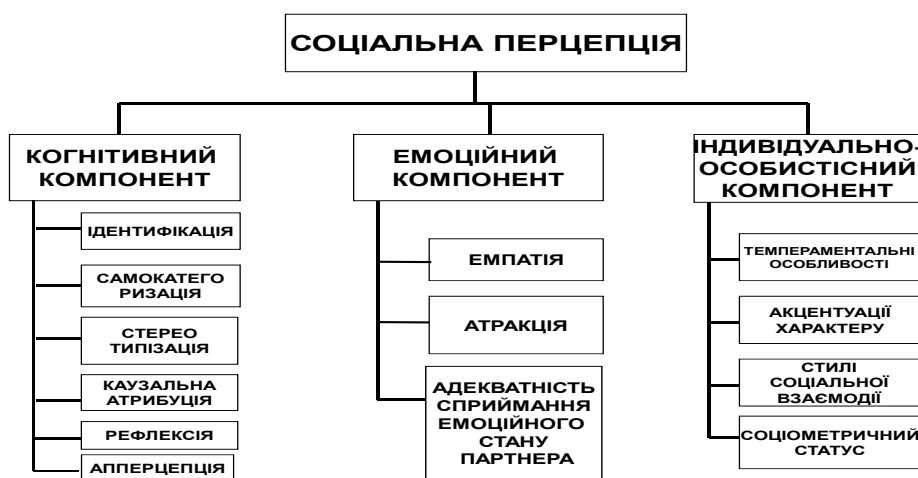 СОЦІАЛЬНА ПЕРЦЕПЦІЯ
КОГНІТИВНИЙ
КОМПОНЕНТ
ІДЕНТИФІКАЦІЯ
САМОКАТЕГО
РИЗАЦІЯ
СТЕРЕО
ТИПІЗАЦІЯ
КАУЗАЛЬНА
АТРИБУЦІЯ
РЕФЛЕКСІЯ
АППЕРЦЕПЦІЯ
ЕМОЦІЙНИЙ
КОМПОНЕНТ
ЕМПАТІЯ
АТРАКЦІЯ
АДЕКВАТНІСТЬ
СПРИЙМАННЯ
ЕМОЦІЙНОГО
СТАНУ
ПАРТНЕРА
ІНДИВІДУАЛЬНО-
ОСОБИСТІСНИЙ
КОМПОНЕНТ
ТЕМПЕРАМЕНТАЛЬНІ
ОСОБЛИВОСТІ
АКЦЕНТУАЦІЇ
ХАРАКТЕРУ
СТИЛІ
СОЦІАЛЬНОЇ
ВЗАЄМОДІЇ
СОЦІОМЕТРИЧНИЙ
СТАТУС